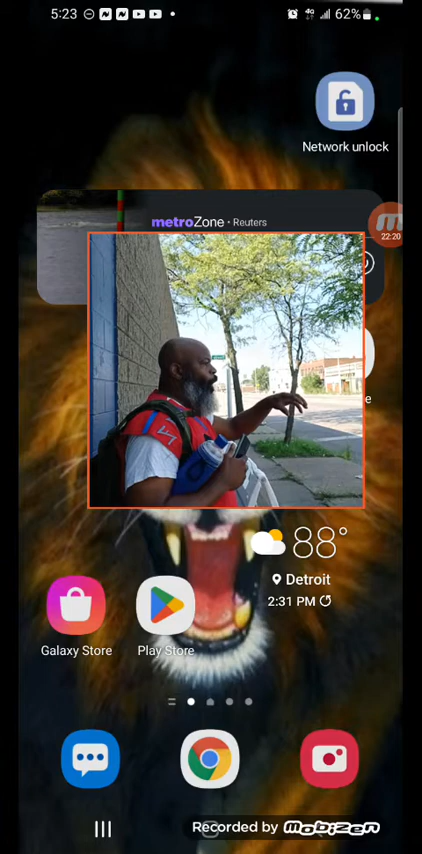 5:23
4G
62%
Network unlock
metroZone • Reuters
22:20
e
88°
Detroit
2:31 PM
Galaxy Store
Play Store
Recorded by MOBIZEN